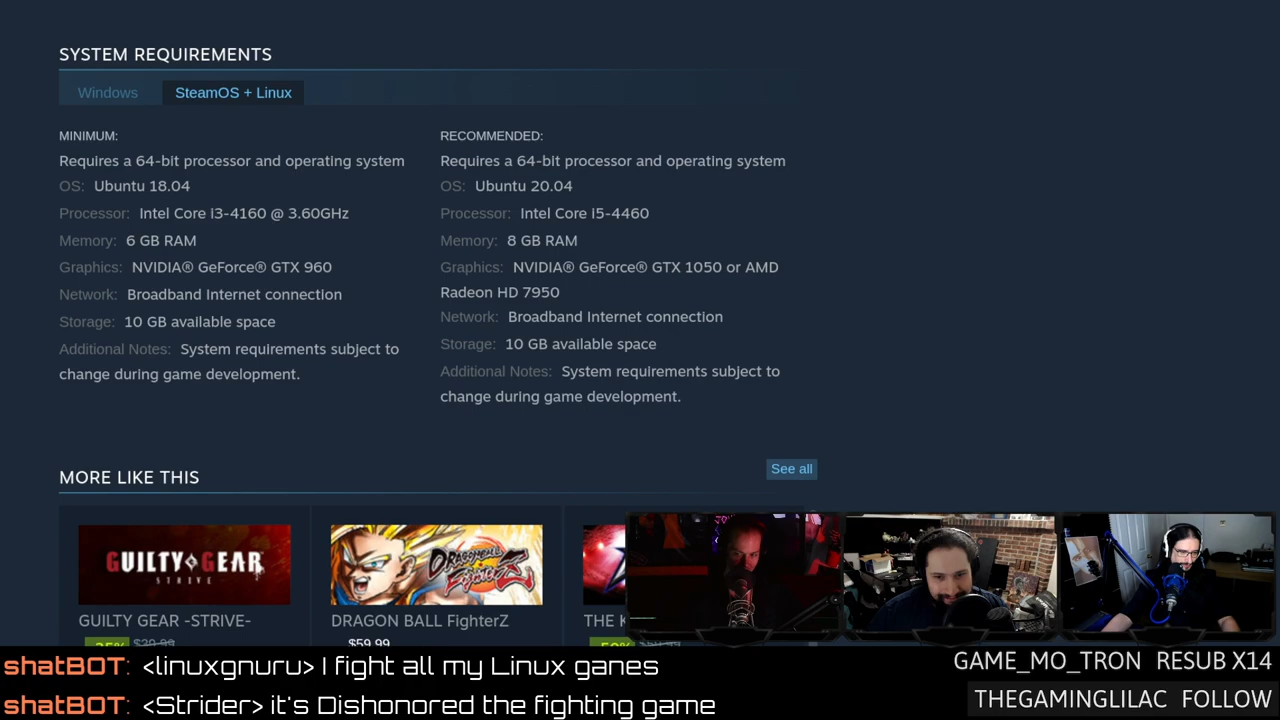 SYSTEM REQUIREMENTS
Windows
SteamOS + Linux
MINIMUM:
Requires a 64-bit processor and operating system
OS: Ubuntu 18.04
Processor: Intel Core i3-4160 @ 3.60GHz
Memory: 6 GB RAM
Graphics: NVIDIA® GeForce® GTX 960
Network: Broadband Internet connection
Storage: 10 GB available space
Additional Notes: System requirements subject to
change during game development.
RECOMMENDED:
Requires a 64-bit processor and operating system
OS: Ubuntu 20.04
Processor: Intel Core i5-4460
Memory: 8 GB RAM
Graphics: NVIDIA® GeForce® GTX 1050 or AMD
Radeon HD 7950
Network: Broadband Internet connection
Storage: 10 GB available space
Additional Notes: System requirements subject to
change during game development.
MORE LIKE THIS
See all
GUILTY GEAR
STRIVE
DRAGONBALL
FighterZ
GUILTY GEAR -STRIVE-
DRAGON BALL FighterZ
THE
$59.99
shatBOT: <linuxgnuru> I fight all my Linux ganes
shatBOT: <Strider> it's Dishonored the fighting game
GAME_MO_TRON RESUB X14
THEGAMINGLILAC FOLLOW